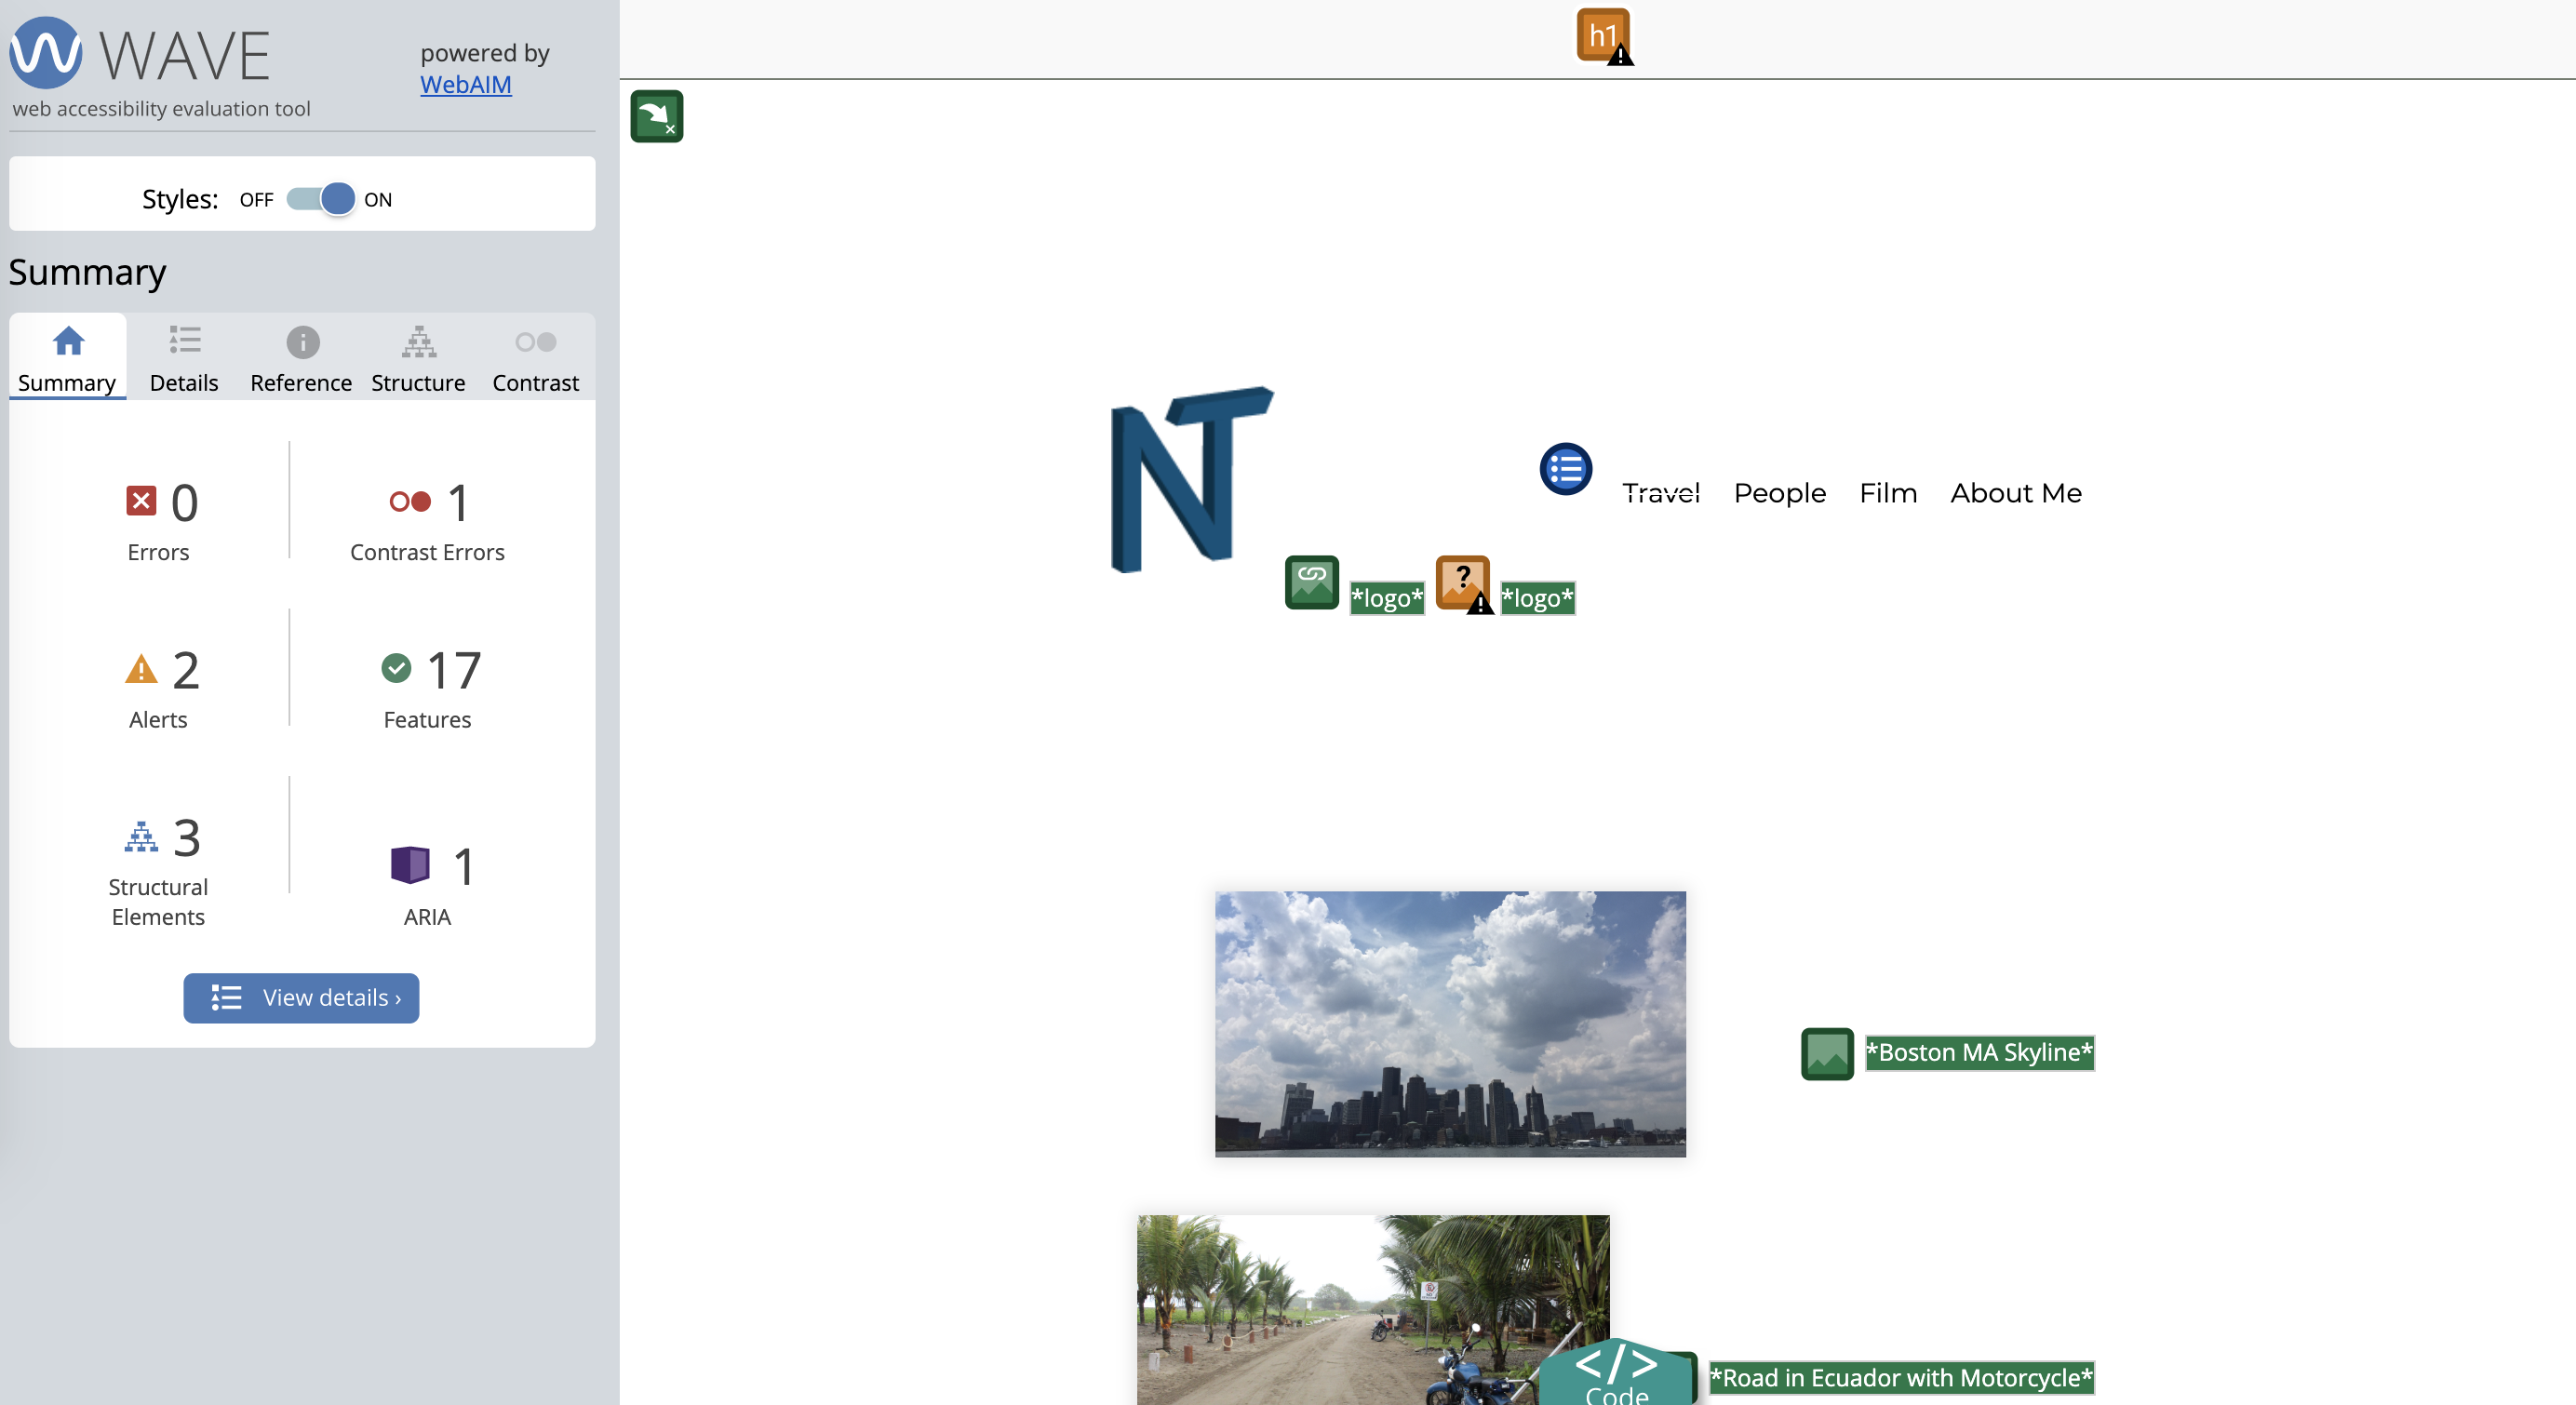 WAVE
powered by
WebAIM
web accessibility evaluation tool
Styles: OFF ON
Summary
Summary Details Reference Structure Contrast
0
Errors
1
Contrast Errors
2
Alerts
17
Features
3
Structural
Elements
1
ARIA
View details ›
h1
NT
Travel People Film About Me
*logo* ? *logo*
*Boston MA Skyline*
</>
Code
*Road in Ecuador with Motorcycle*